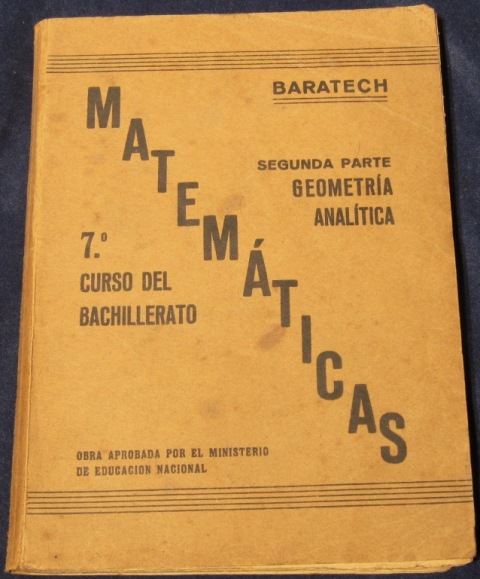 BARATECH
MATEMÁTICAS
SEGUNDA PARTE
GEOMETRÍA
ANALÍTICA
7.º
CURSO DEL
BACHILLERATO
OBRA APROBADA POR EL MINISTERIO
DE EDUCACION NACIONAL